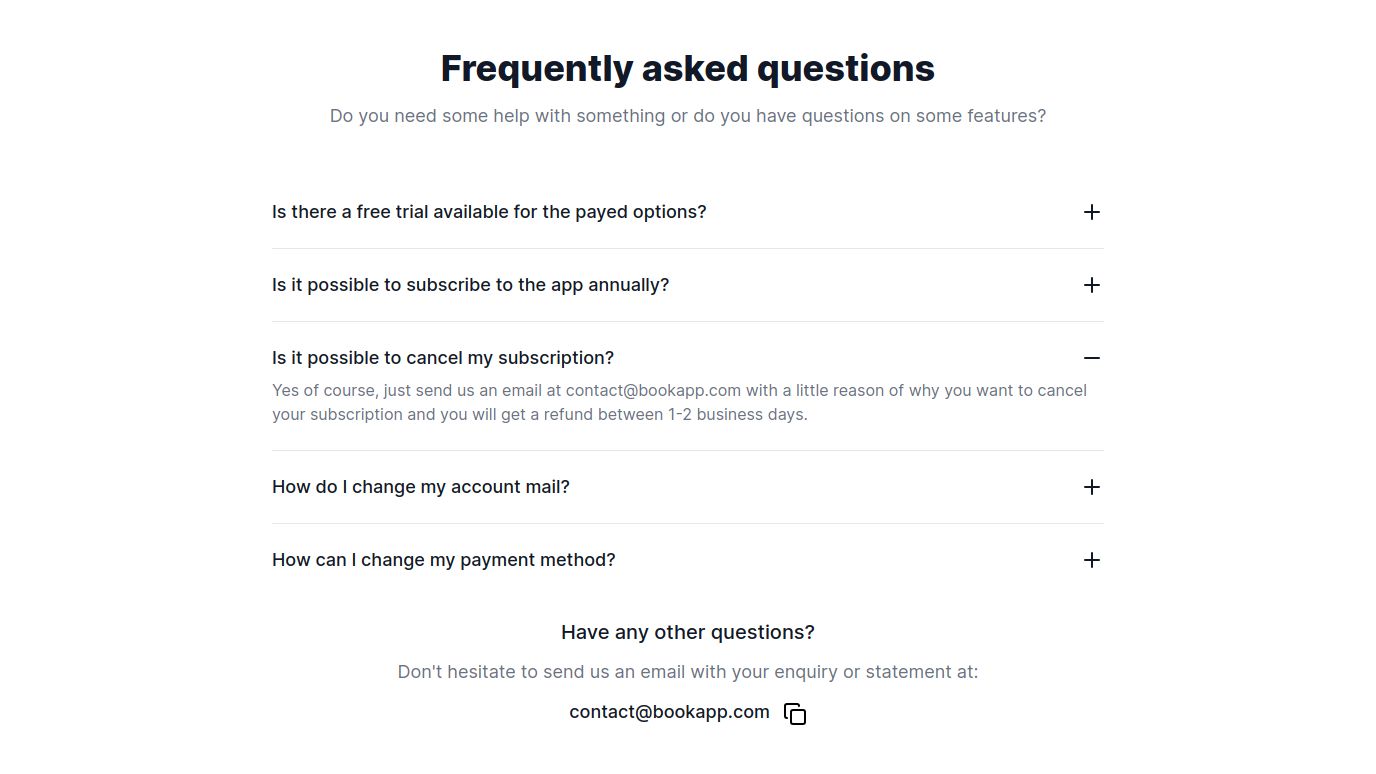 Frequently asked questions
Do you need some help with something or do you have questions on some features?
Is there a free trial available for the payed options?
Is it possible to subscribe to the app annually?
Is it possible to cancel my subscription?
Yes of course, just send us an email at contact@bookapp.com with a little reason of why you want to cancel
your subscription and you will get a refund between 1-2 business days.
How do I change my account mail?
How can I change my payment method?
Have any other questions?
Don't hesitate to send us an email with your enquiry or statement at:
contact@bookapp.com